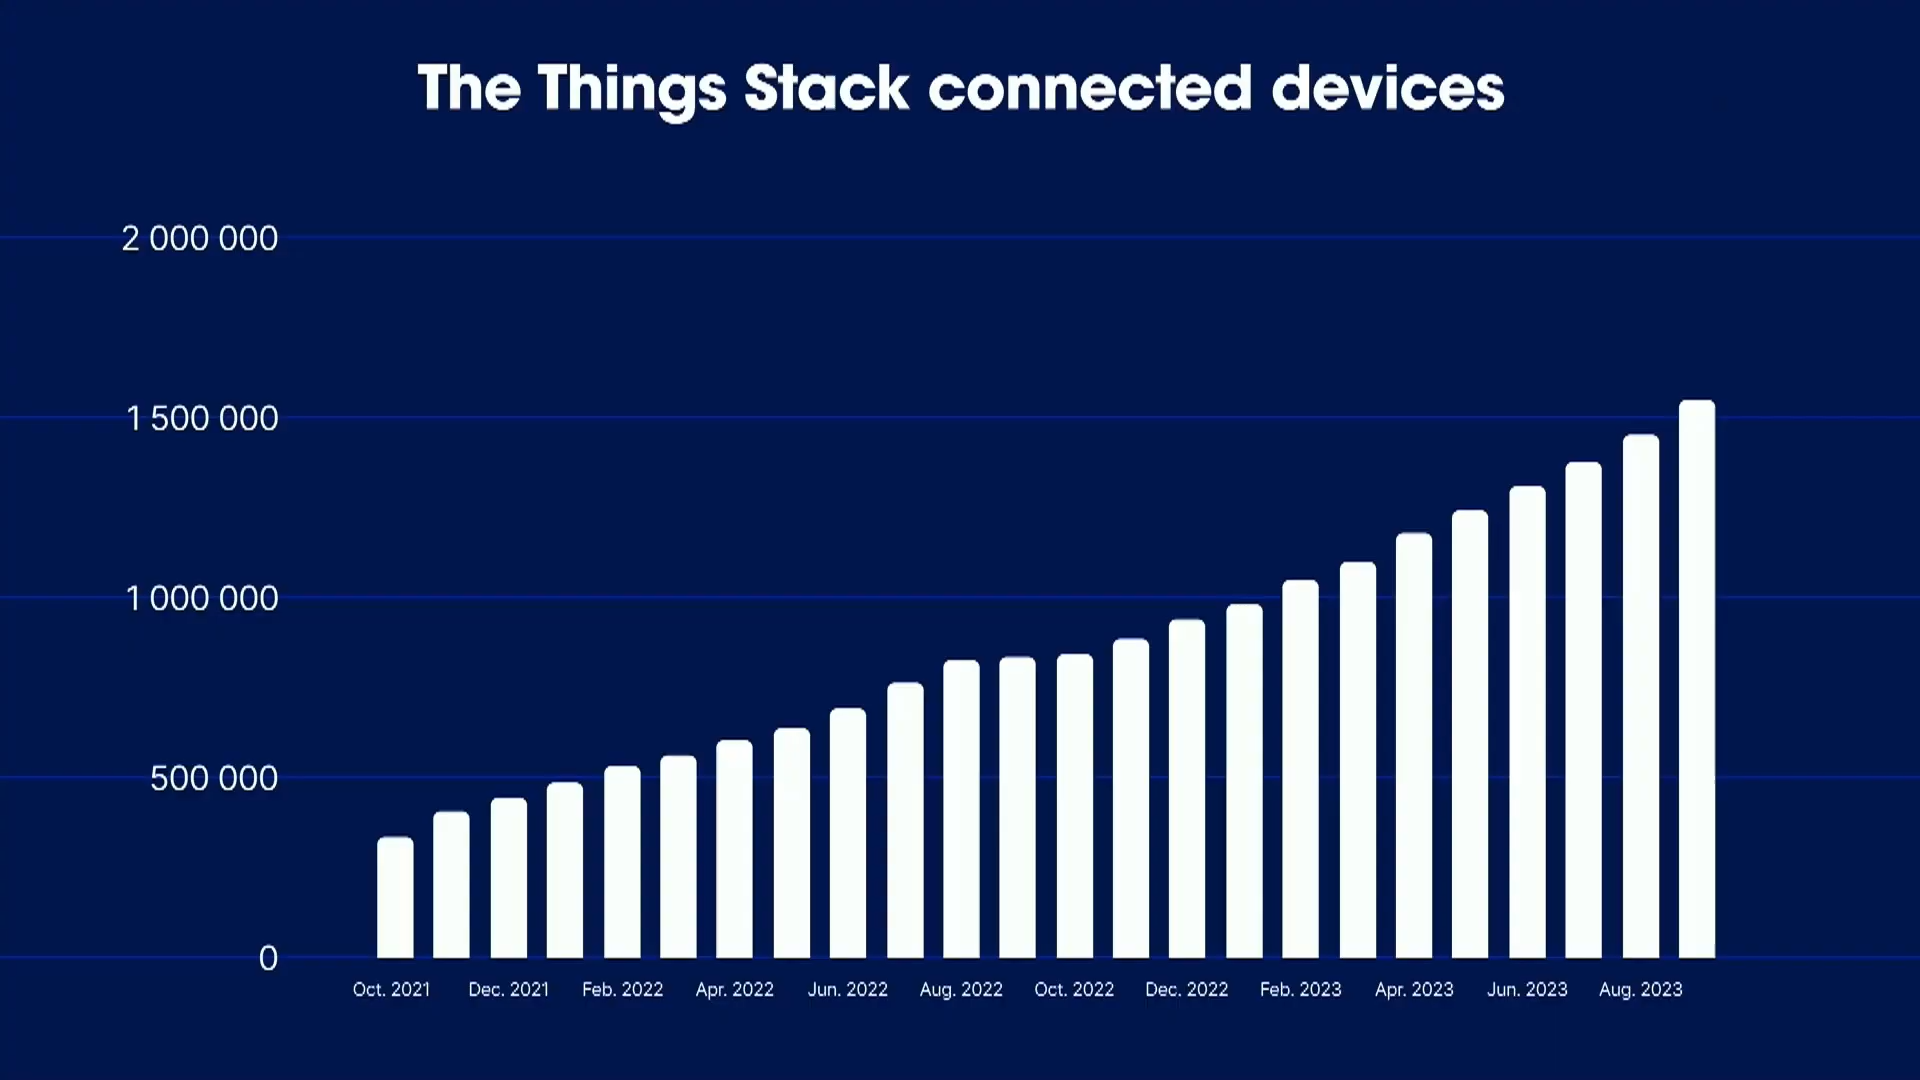 The Things Stack connected devices
2 000 000
1 500 000
1 000 000
500 000
0
Oct. 2021 Dec. 2021 Feb. 2022 Apr. 2022 Jun. 2022 Aug. 2022 Oct. 2022 Dec. 2022 Feb. 2023 Apr. 2023 Jun. 2023 Aug. 2023